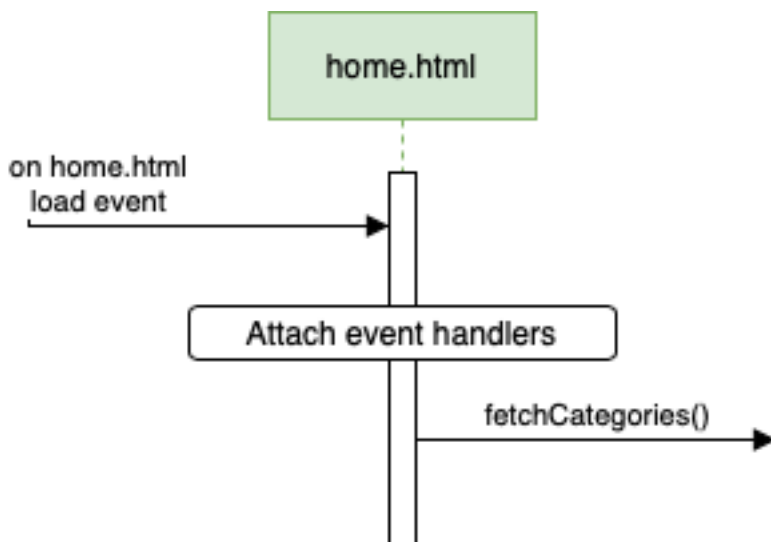 home.html
on home.html
load event
Attach event handlers
fetchCategories()